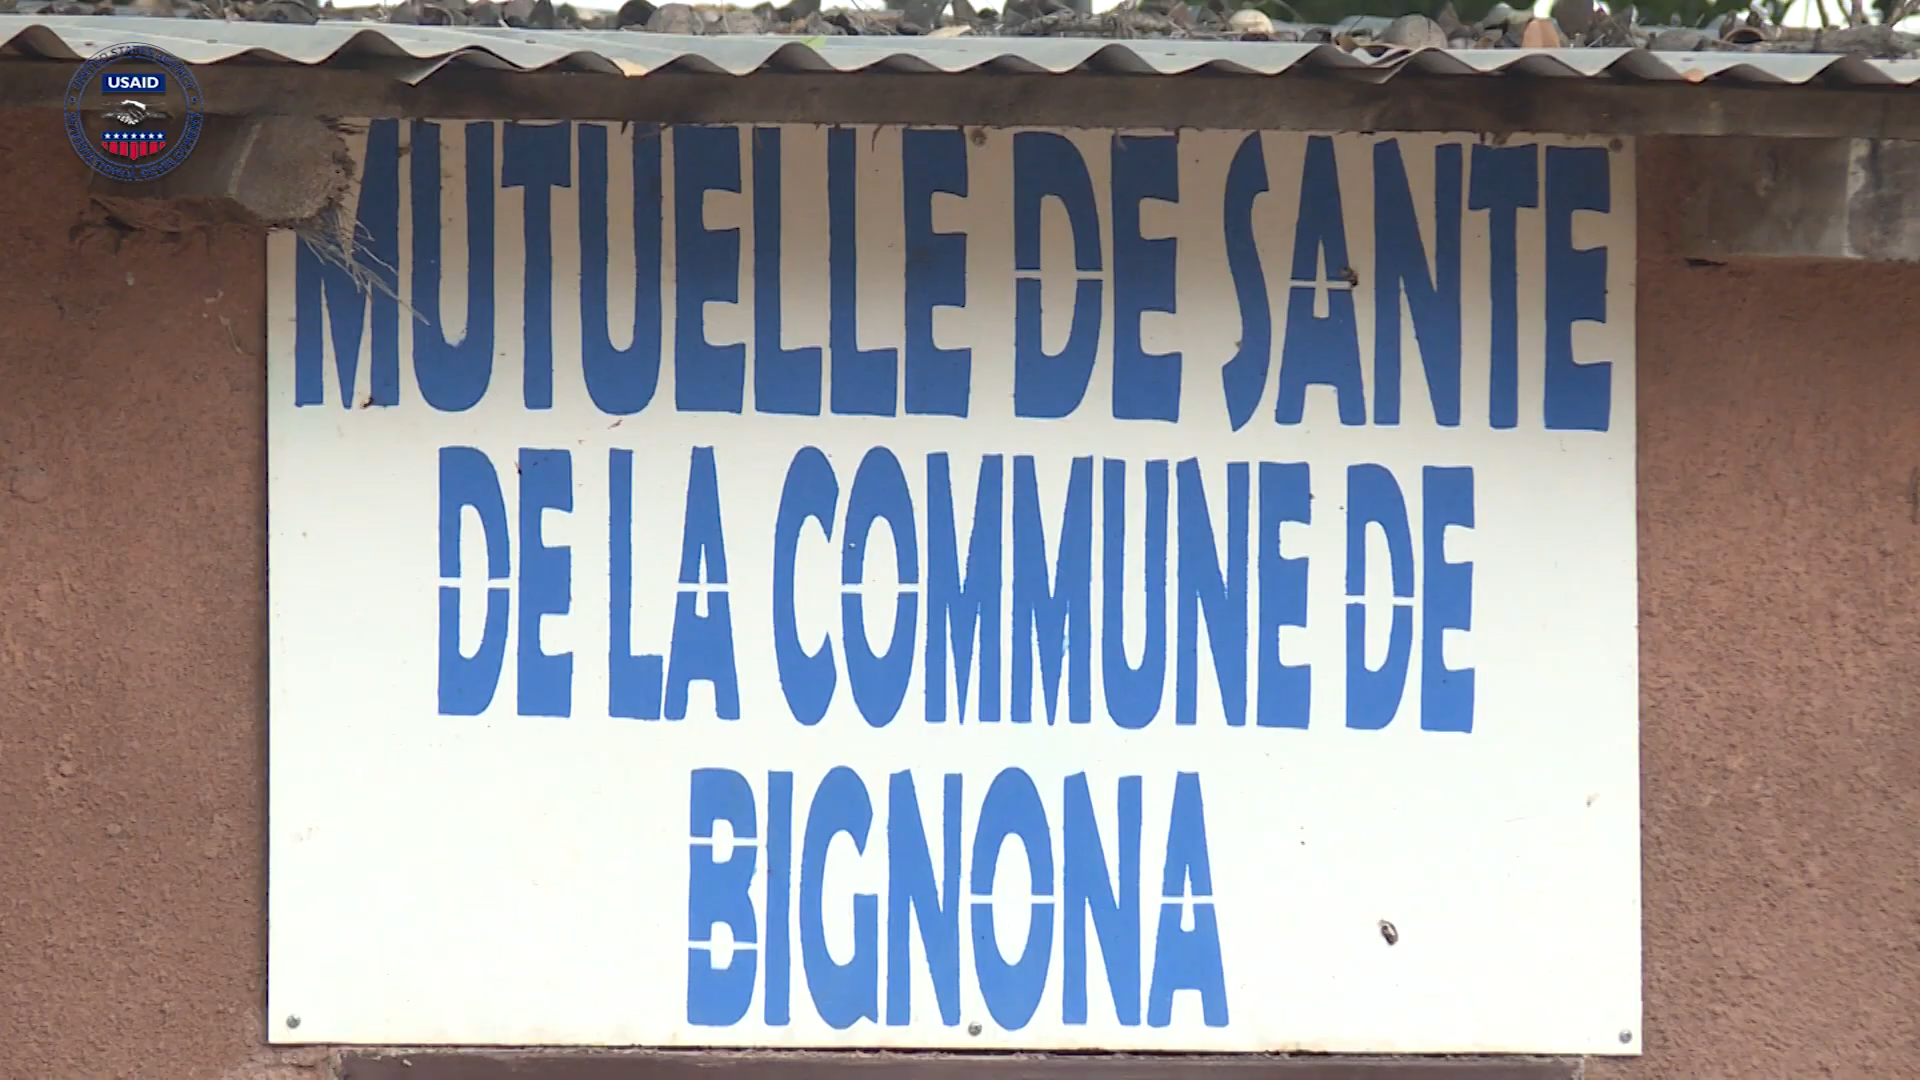 USAID
MUTUELLE DE SANTE
DE LA COMMUNE DE
BIGNONA